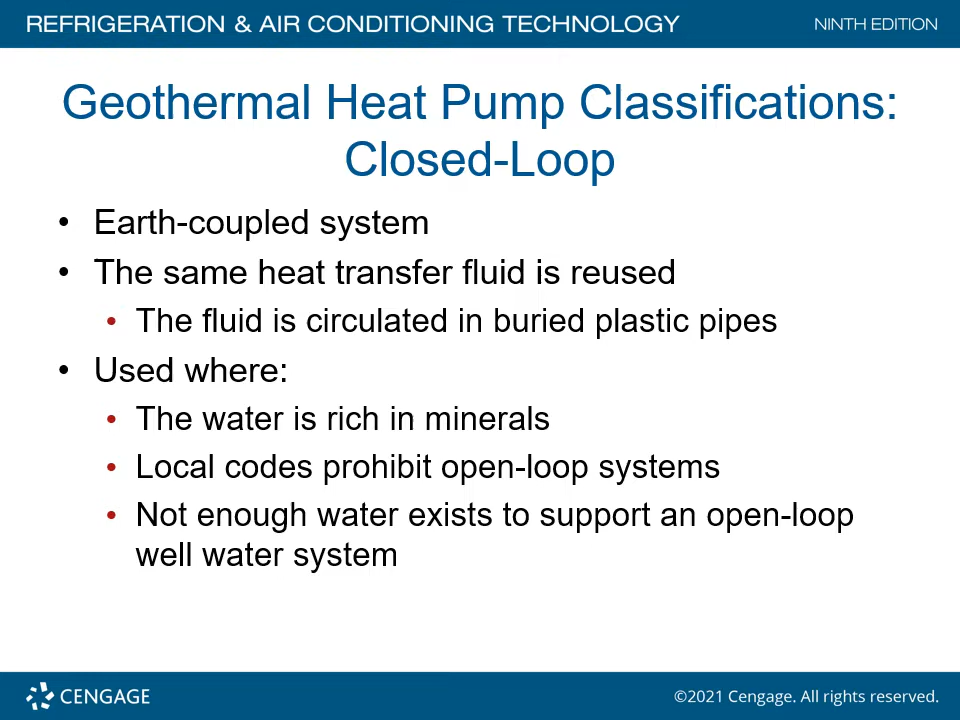 REFRIGERATION & AIR CONDITIONING TECHNOLOGY NINTH EDITION
Geothermal Heat Pump Classifications:
Closed-Loop
• Earth-coupled system
• The same heat transfer fluid is reused
• The fluid is circulated in buried plastic pipes
• Used where:
• The water is rich in minerals
• Local codes prohibit open-loop systems
• Not enough water exists to support an open-loop
well water system
CENGAGE ©2021 Cengage. All rights reserved.